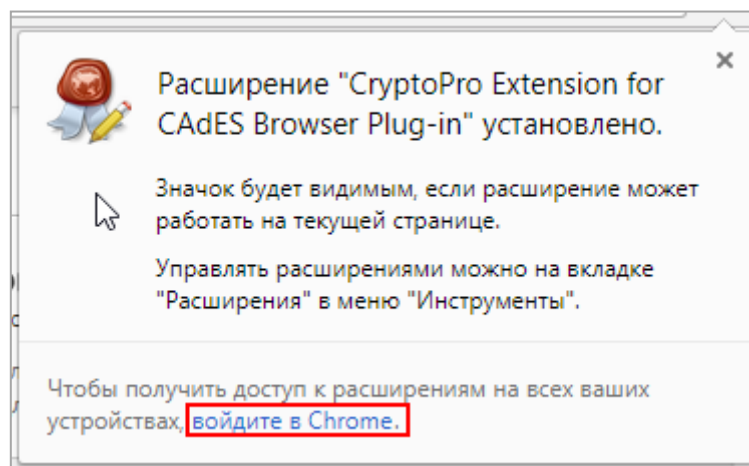 Расширение "CryptoPro Extension for
CAdES Browser Plug-in" установлено.
Значок будет видимым, если расширение может
работать на текущей странице.
Управлять расширениями можно на вкладке
"Расширения" в меню "Инструменты".
Чтобы получить доступ к расширениям на всех ваших
устройствах, войдите в Chrome.